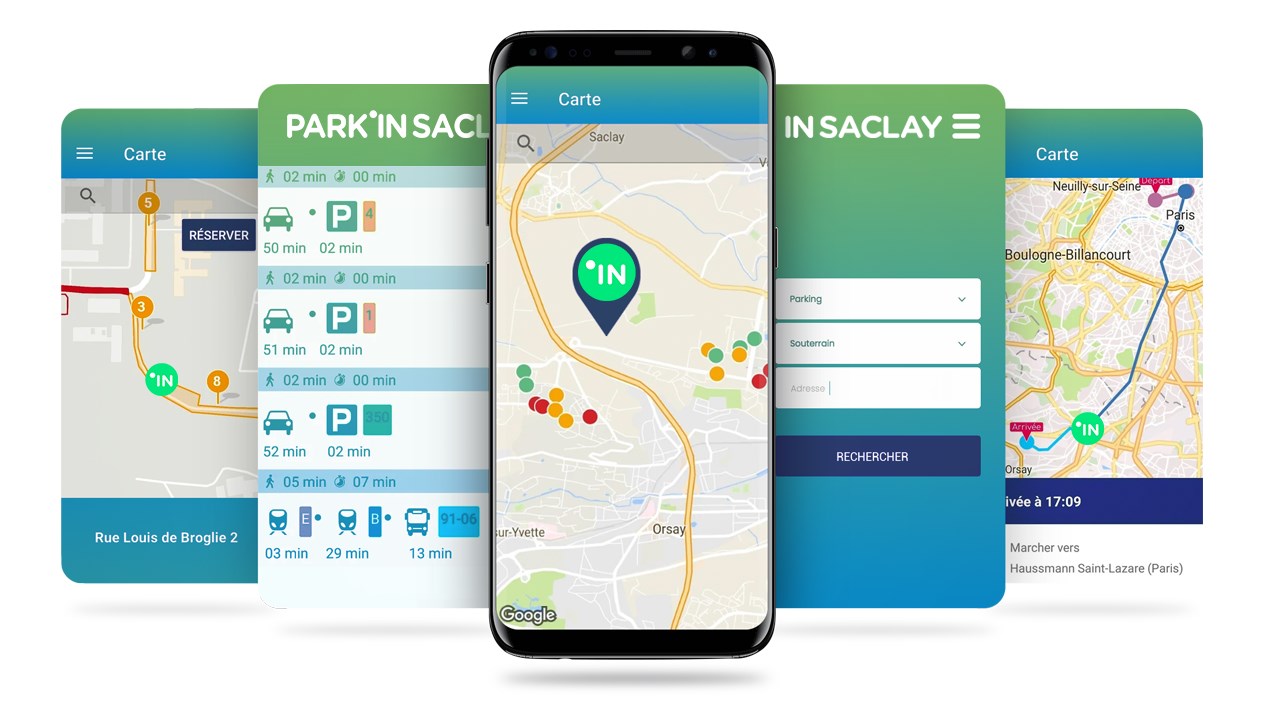 Carte
5
RÉSERVER
3
IN
8
Rue Louis de Broglie 2
PARK'IN SACL
02 min 00 min
P 4
50 min 02 min
02 min 00 min
P 1
51 min 02 min
02 min 00 min
P 350
52 min 02 min
05 min 07 min
E B 91-06
03 min 29 min 13 min
Carte
Saclay
V
IN
sur-Yvette
Orsay
Google
IN SACLAY
Parking
Souterrain
Adresse
RECHERCHER
Carte
Neuilly-sur-Seine
Départ
Paris
Boulogne-Billancourt
IN
Arrivée
Orsay
ivée à 17:09
Marcher vers
Haussmann Saint-Lazare (Paris)